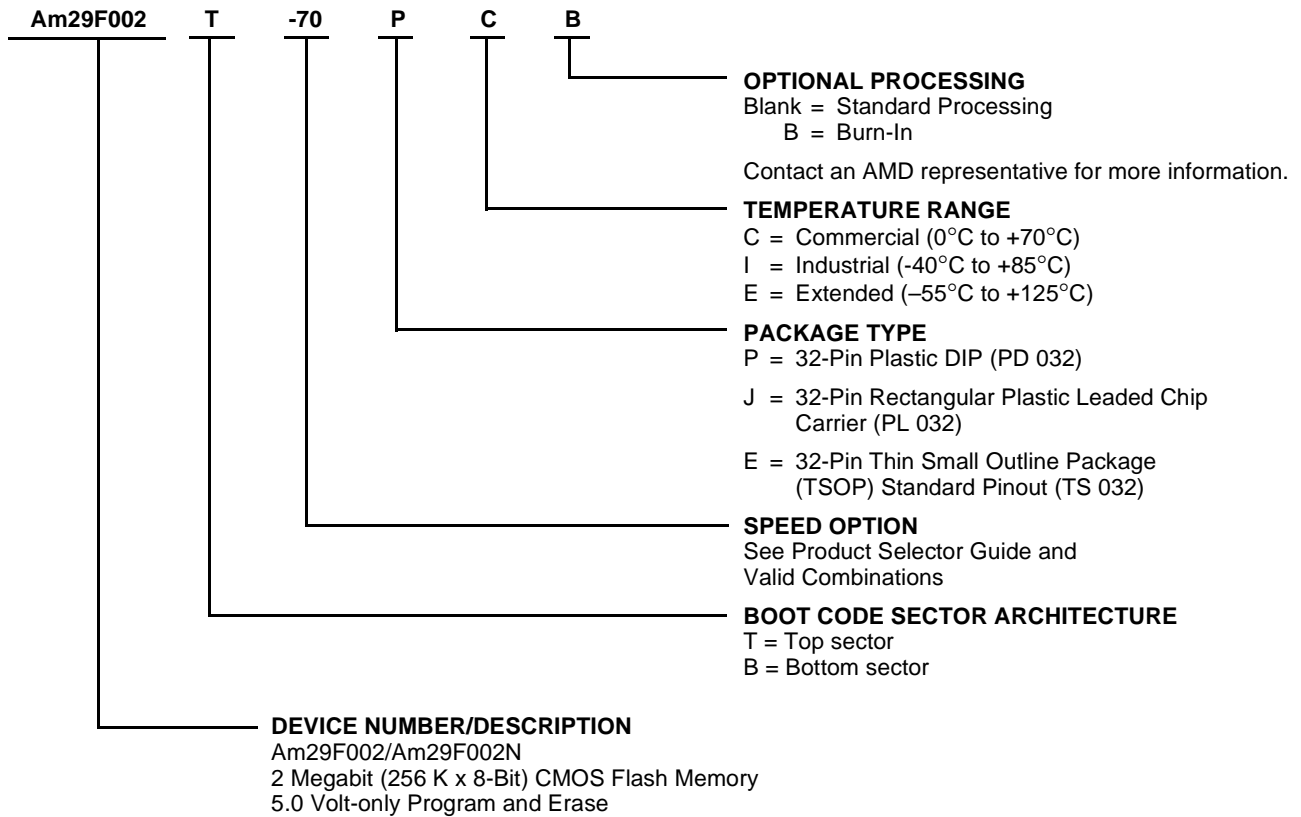 Am29F002 T -70 P C B
OPTIONAL PROCESSING
Blank = Standard Processing
B = Burn-In
Contact an AMD representative for more information.
TEMPERATURE RANGE
C = Commercial (0°C to +70°C)
I = Industrial (-40°C to +85°C)
E = Extended (–55°C to +125°C)
PACKAGE TYPE
P = 32-Pin Plastic DIP (PD 032)
J = 32-Pin Rectangular Plastic Leaded Chip
Carrier (PL 032)
E = 32-Pin Thin Small Outline Package
(TSOP) Standard Pinout (TS 032)
SPEED OPTION
See Product Selector Guide and
Valid Combinations
BOOT CODE SECTOR ARCHITECTURE
T = Top sector
B = Bottom sector
DEVICE NUMBER/DESCRIPTION
Am29F002/Am29F002N
2 Megabit (256 K x 8-Bit) CMOS Flash Memory
5.0 Volt-only Program and Erase